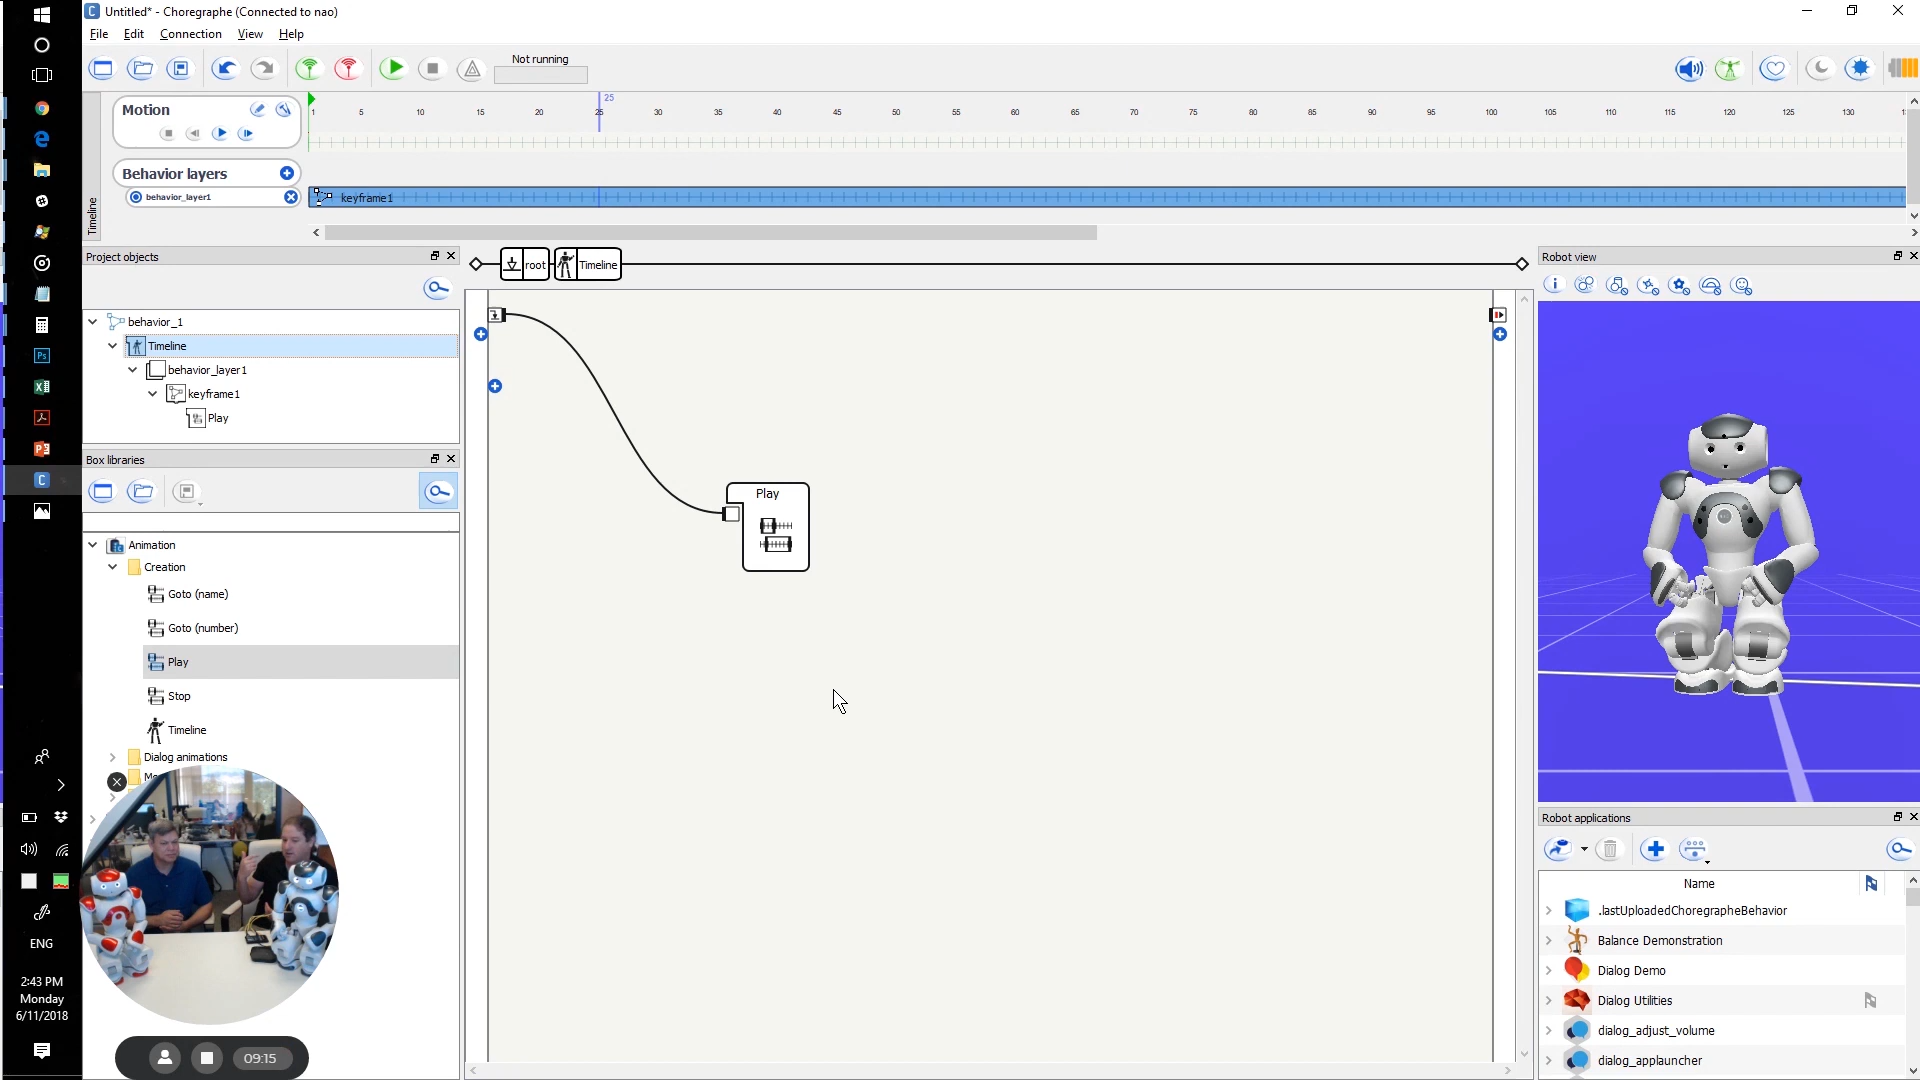 Untitled* - Choregraphe (Connected to nao)
File Edit Connection View Help
Not running
Timeline
Motion
25
1 5 10 15 20 25 30 35 40 45 50 55 60 65 70 75 80 85 90 95 100 105 110 115 120 125 130
Behavior layers
behavior_layer1
keyframe1
Project objects
root
Timeline
behavior_1
Timeline
behavior_layer1
keyframe1
Play
Box libraries
Animation
Creation
Goto (name)
Goto (number)
Play
Stop
Timeline
Dialog animations
Play
Robot view
Robot applications
Name
.lastUploadedChoregrapheBehavior
Balance Demonstration
Dialog Demo
Dialog Utilities
dialog_adjust_volume
dialog_applauncher
ENG
2:43 PM
Monday
6/11/2018
09:15